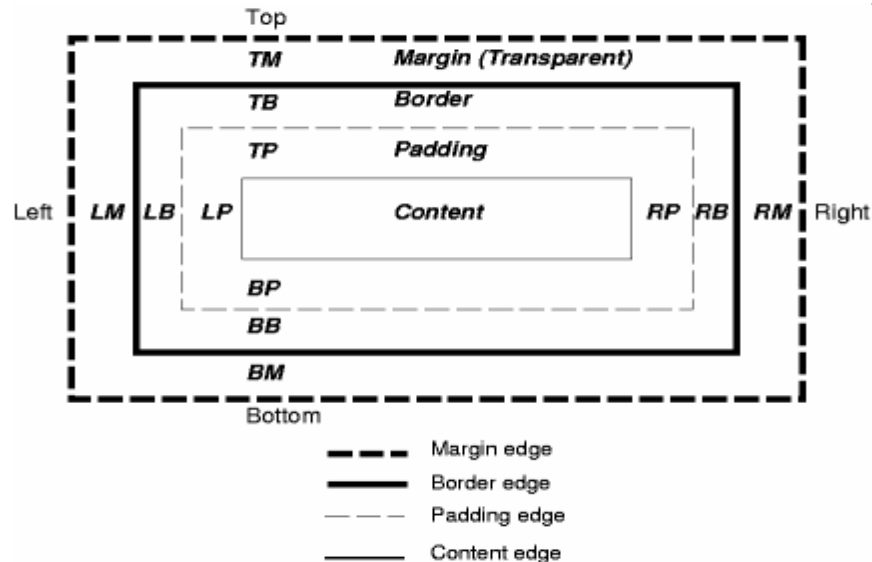 Top
TM Margin (Transparent)
TB Border
TP Padding
Left LM LB LP Content RP RB RM Right
BP
BB
BM
Bottom
Margin edge
Border edge
Padding edge
Content edge